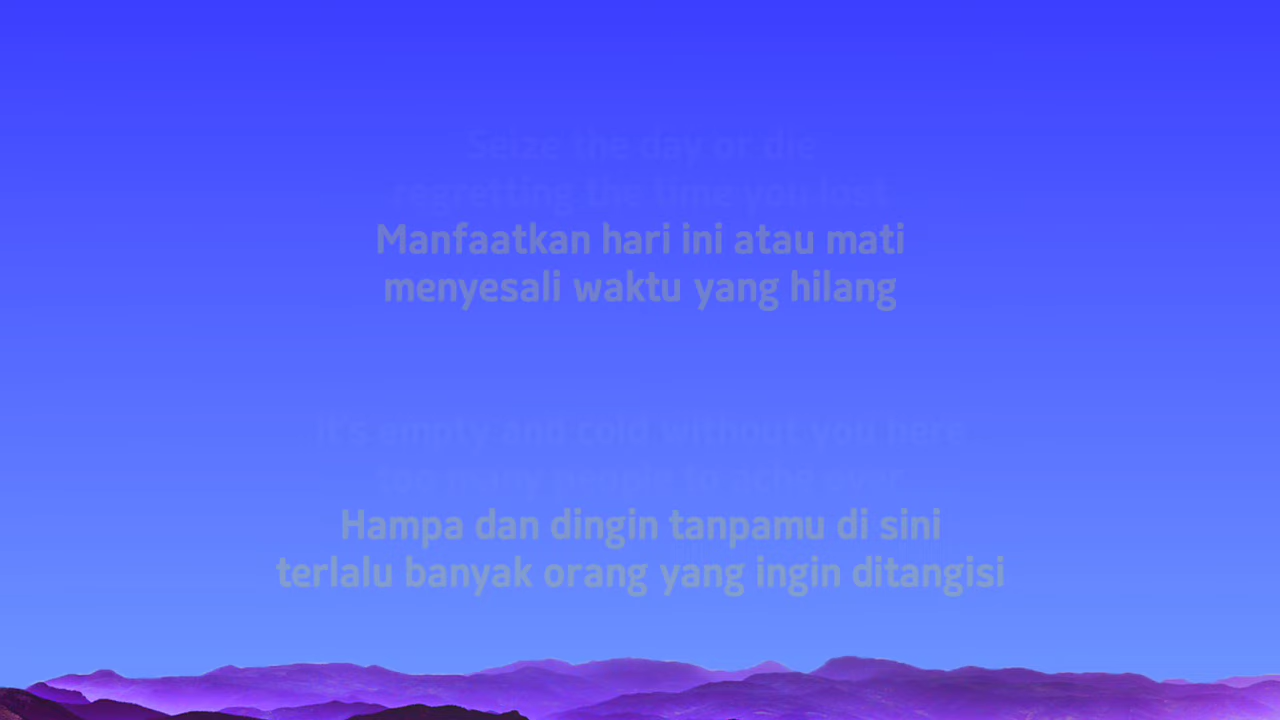 Seize the day or die
regretting the time you lost
Manfaatkan hari ini atau mati
menyesali waktu yang hilang
It's empty and cold without you here
too many people to ache over
Hampa dan dingin tanpamu di sini
terlalu banyak orang yang ingin ditangisi